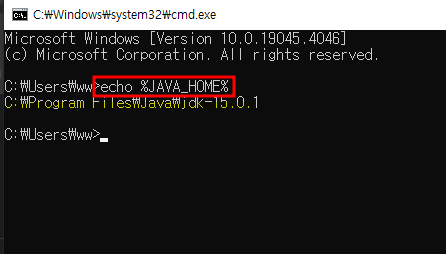 C:₩Windows₩system32₩cmd.exe
Microsoft Windows [Version 10.0.19045.4046]
(c) Microsoft Corporation. All rights reserved.
C:₩Users₩ww>echo %JAVA_HOME%
C:₩Program Files₩Java₩jdk-15.0.1
C:₩Users₩ww>_